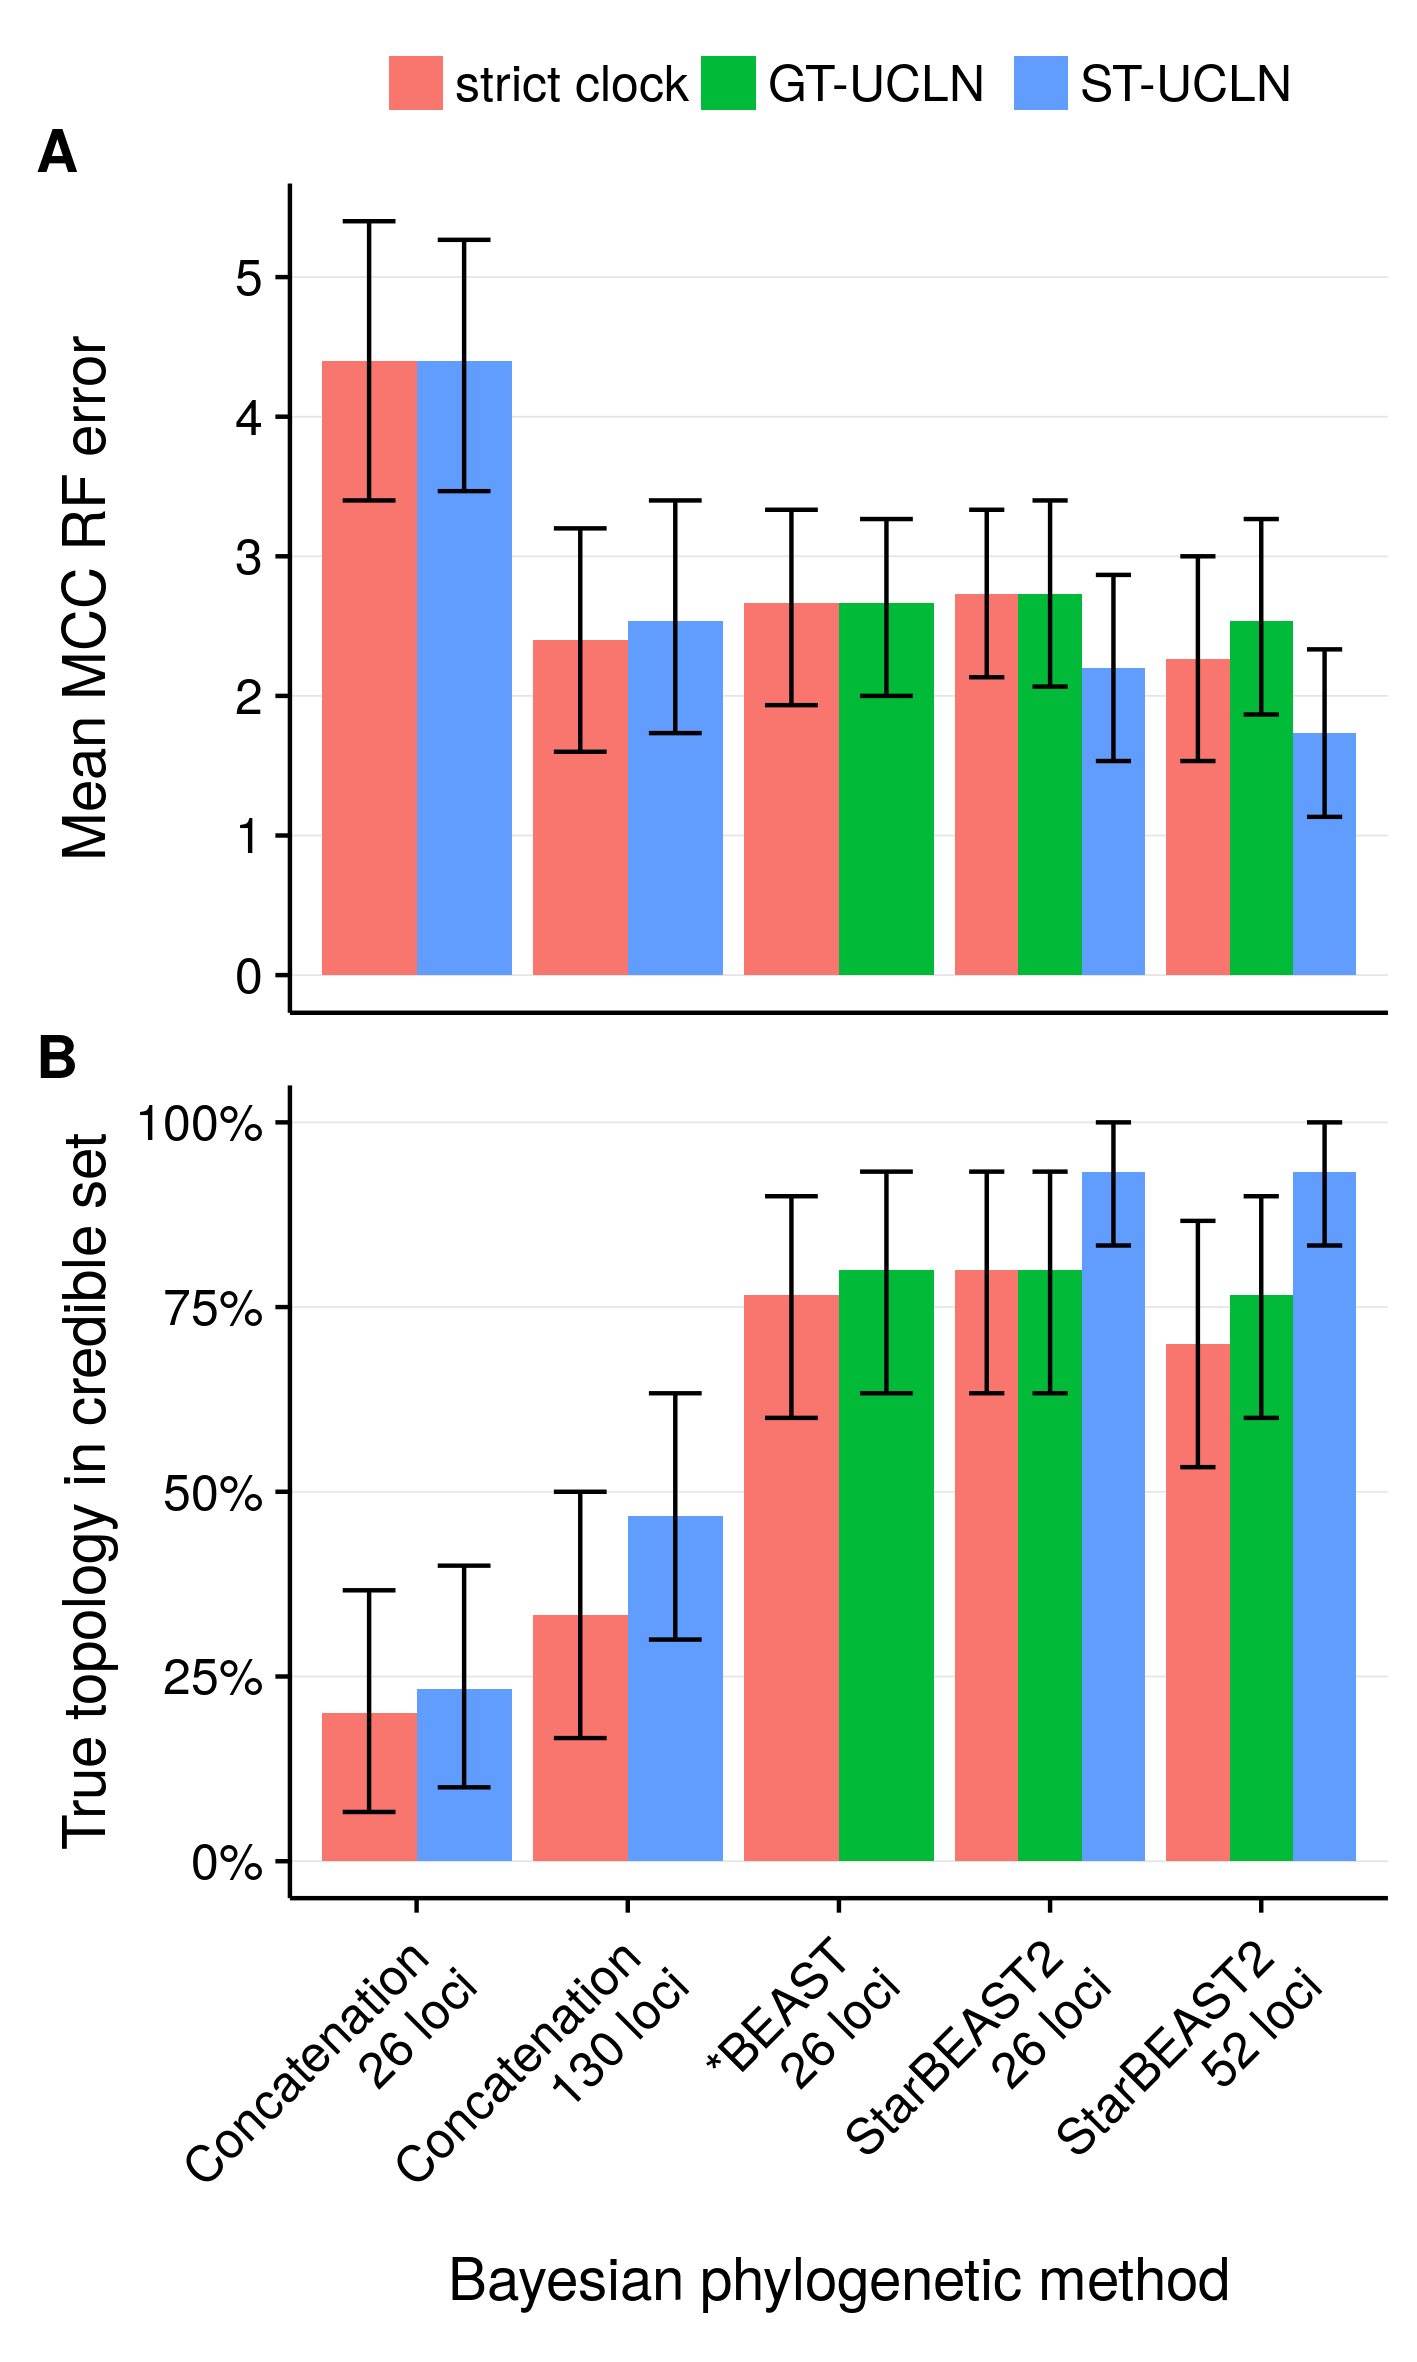 strict clock GT-UCLN ST-UCLN
A
Mean MCC RF error
5
4
3
2
1
0
B
True topology in credible set
100%
75%
50%
25%
0%
Concatenation
26 loci
Concatenation
130 loci
*BEAST
26 loci
StarBEAST2
26 loci
StarBEAST2
52 loci
Bayesian phylogenetic method